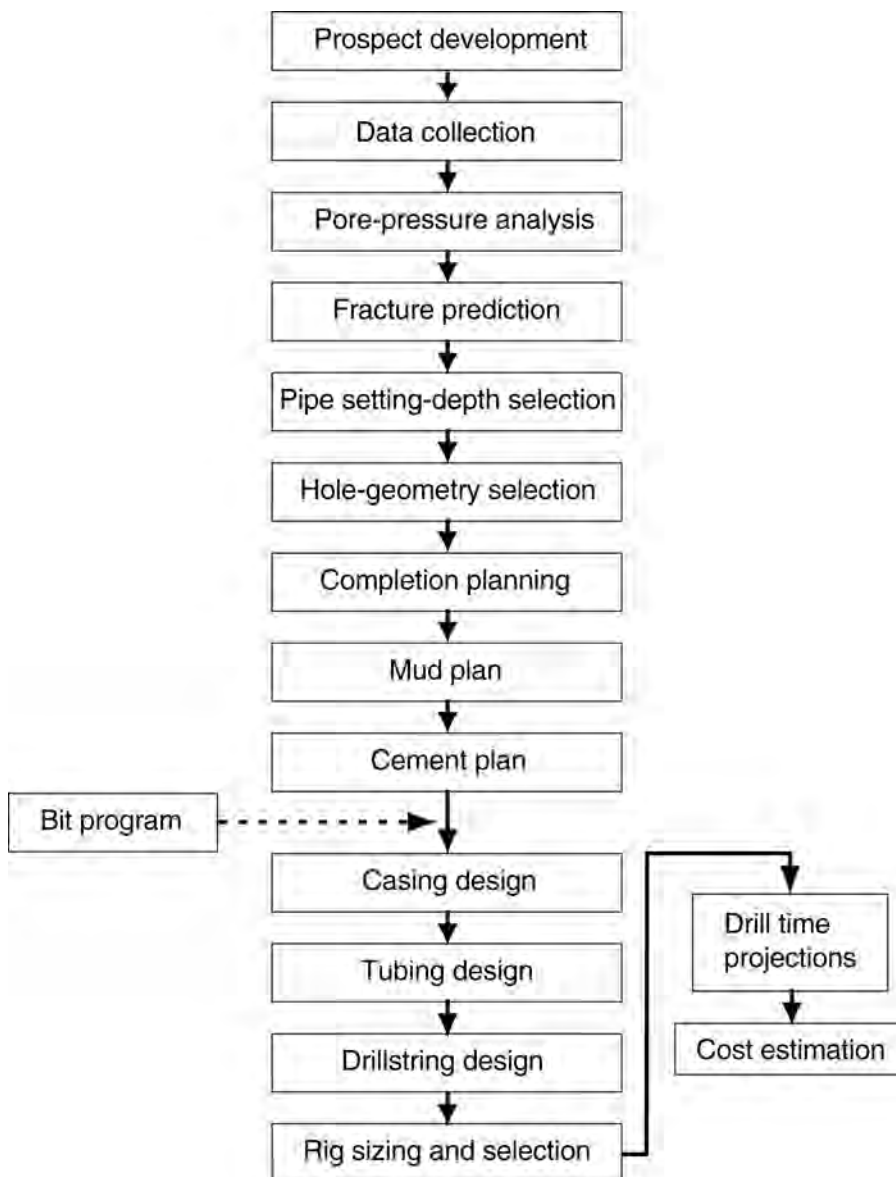 Prospect development
Data collection
Pore-pressure analysis
Fracture prediction
Pipe setting-depth selection
Hole-geometry selection
Completion planning
Mud plan
Cement plan
Bit program
Casing design
Tubing design
Drillstring design
Rig sizing and selection
Drill time
projections
Cost estimation